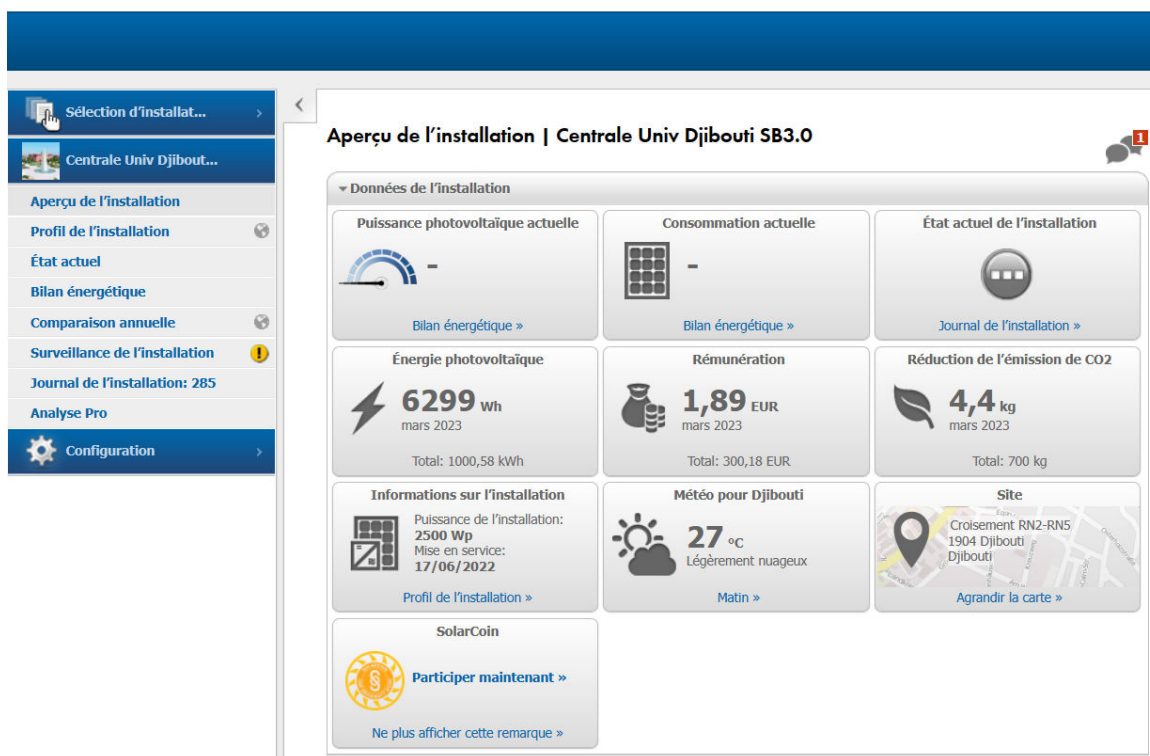 Sélection d'installat...
Centrale Univ Djibout...
Aperçu de l'installation
Profil de l'installation
État actuel
Bilan énergétique
Comparaison annuelle
Surveillance de l'installation
Journal de l'installation: 285
Analyse Pro
Configuration
Aperçu de l'installation | Centrale Univ Djibouti SB3.0
1
Données de l'installation
Puissance photovoltaïque actuelle
-
Bilan énergétique »
Consommation actuelle
-
Bilan énergétique »
État actuel de l'installation
Journal de l'installation »
Énergie photovoltaïque
6299 Wh
mars 2023
Total: 1000,58 kWh
Rémunération
1,89 EUR
mars 2023
Total: 300,18 EUR
Réduction de l'émission de CO2
4,4 kg
mars 2023
Total: 700 kg
Informations sur l'installation
Puissance de l'installation:
2500 Wp
Mise en service:
17/06/2022
Profil de l'installation »
Météo pour Djibouti
27 °C
Légèrement nuageux
Matin »
Site
Croisement RN2-RN5
1904 Djibouti
Djibouti
Agrandir la carte »
SolarCoin
Participer maintenant »
Ne plus afficher cette remarque »